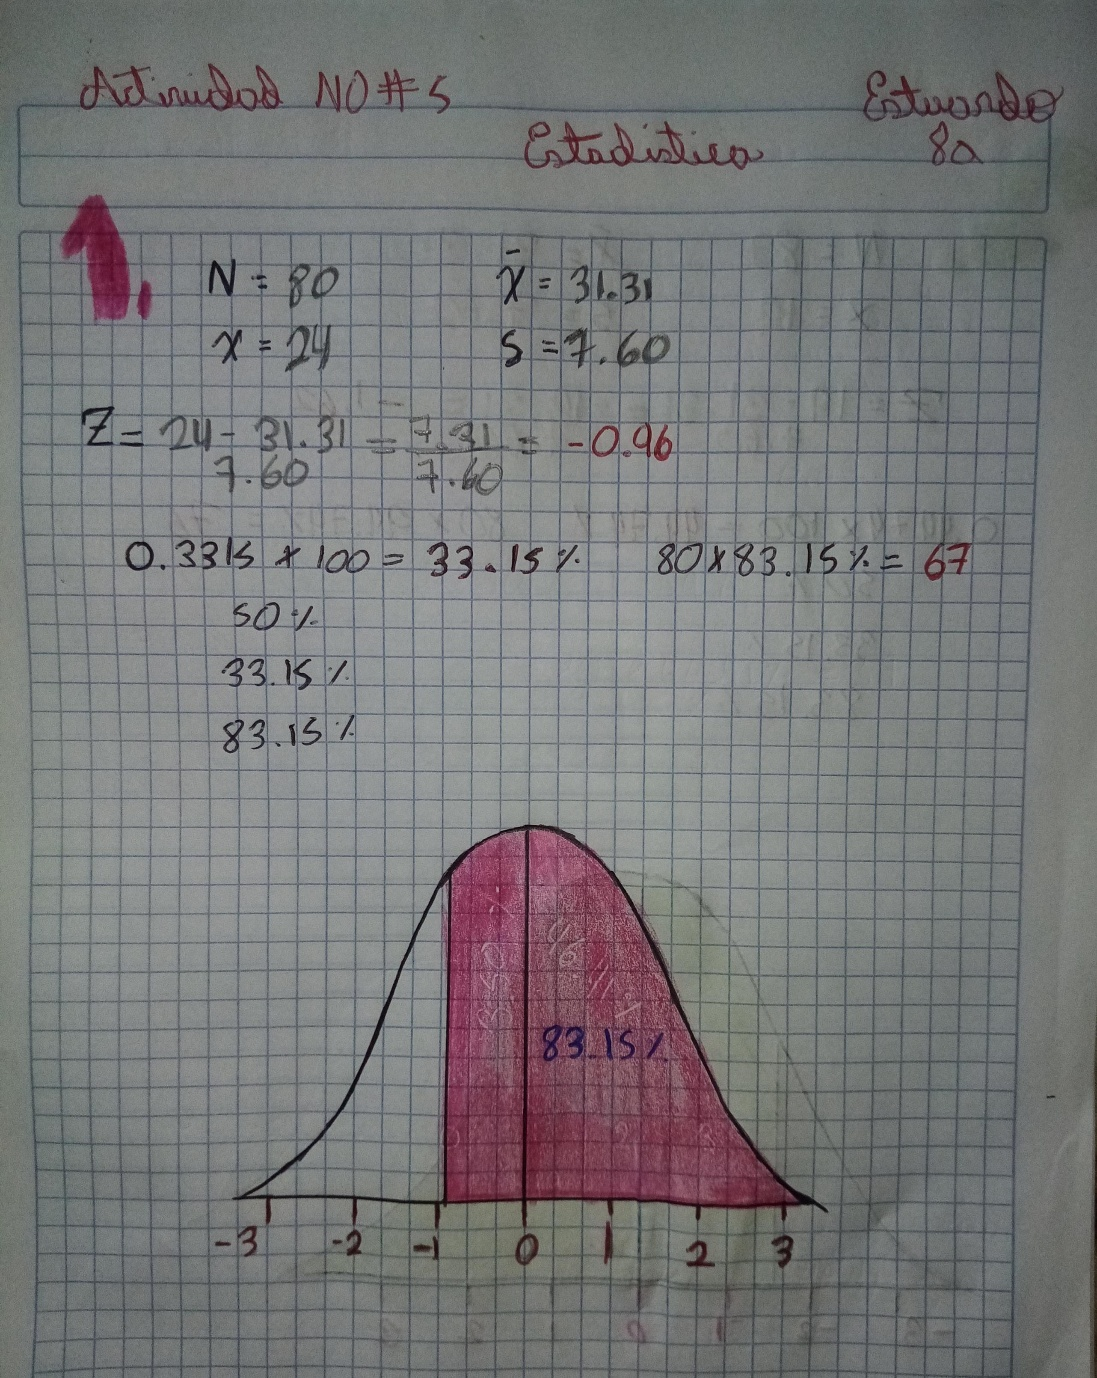 Actividad NO # 5
Estuardo
Estadistica
8a
1.
N = 80
x̄ = 31.31
x = 24
S = 7.60
Z = 24 - 31.31 = 7.31 = -0.96
7.60 7.60
0.3315 x 100 = 33.15 %
80 x 83.15 % = 67
50 %
33.15 %
83.15 %
83.15 %
-3 -2 -1 0 1 2 3